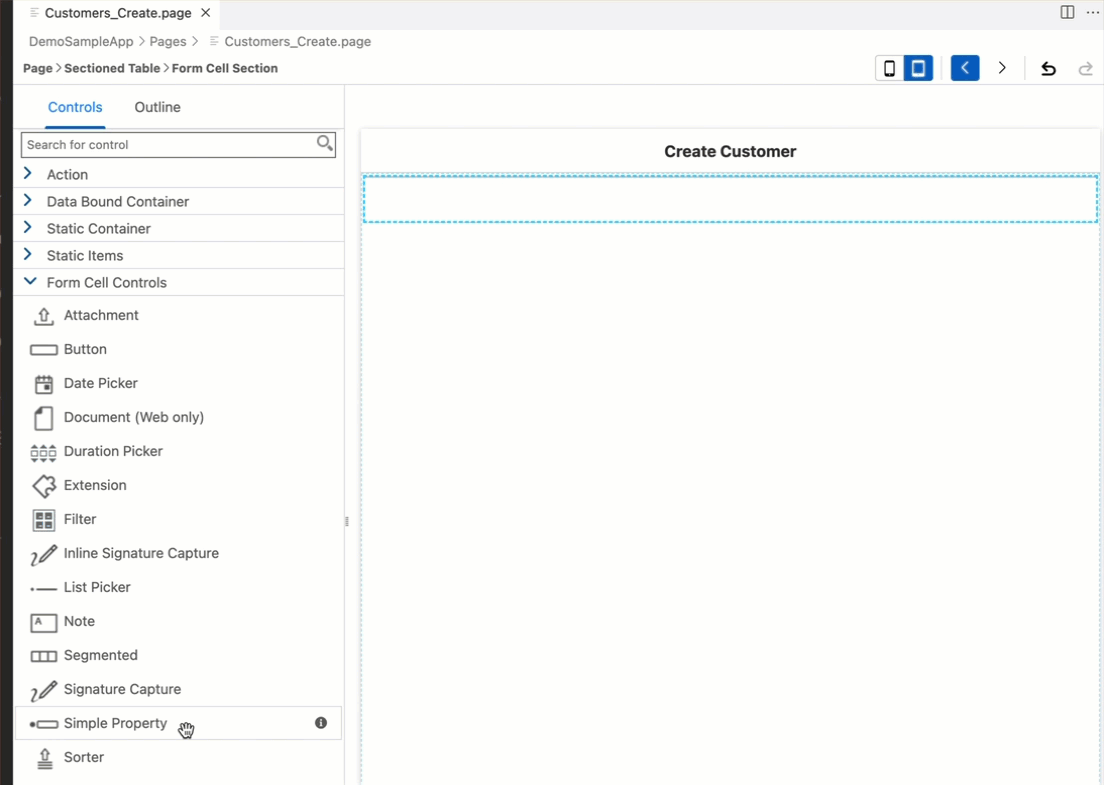 Customers_Create.page
DemoSampleApp > Pages > Customers_Create.page
Page > Sectioned Table > Form Cell Section
Controls Outline
Search for control
Action
Data Bound Container
Static Container
Static Items
Form Cell Controls
Attachment
Button
Date Picker
Document (Web only)
Duration Picker
Extension
Filter
Inline Signature Capture
List Picker
Note
Segmented
Signature Capture
Simple Property
Sorter
Create Customer